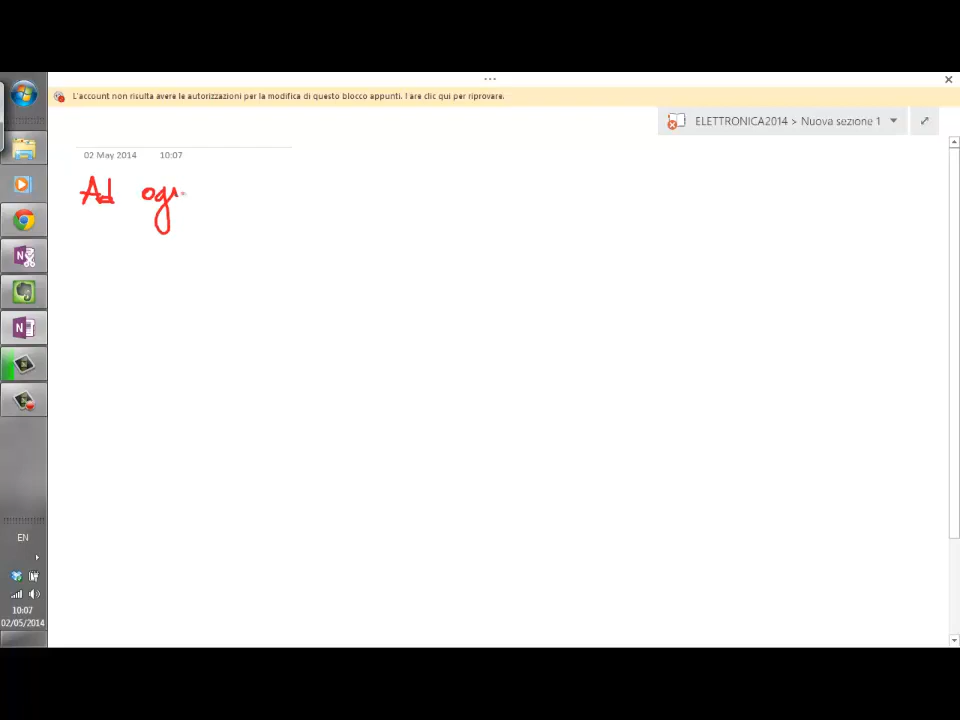 L'account non risulta avere le autorizzazioni per la modifica di questo blocco appunti. Fare clic qui per riprovare.
ELETTRONICA2014 > Nuova sezione 1
02 May 2014 10:07
Ad
EN
10:07
02/05/2014